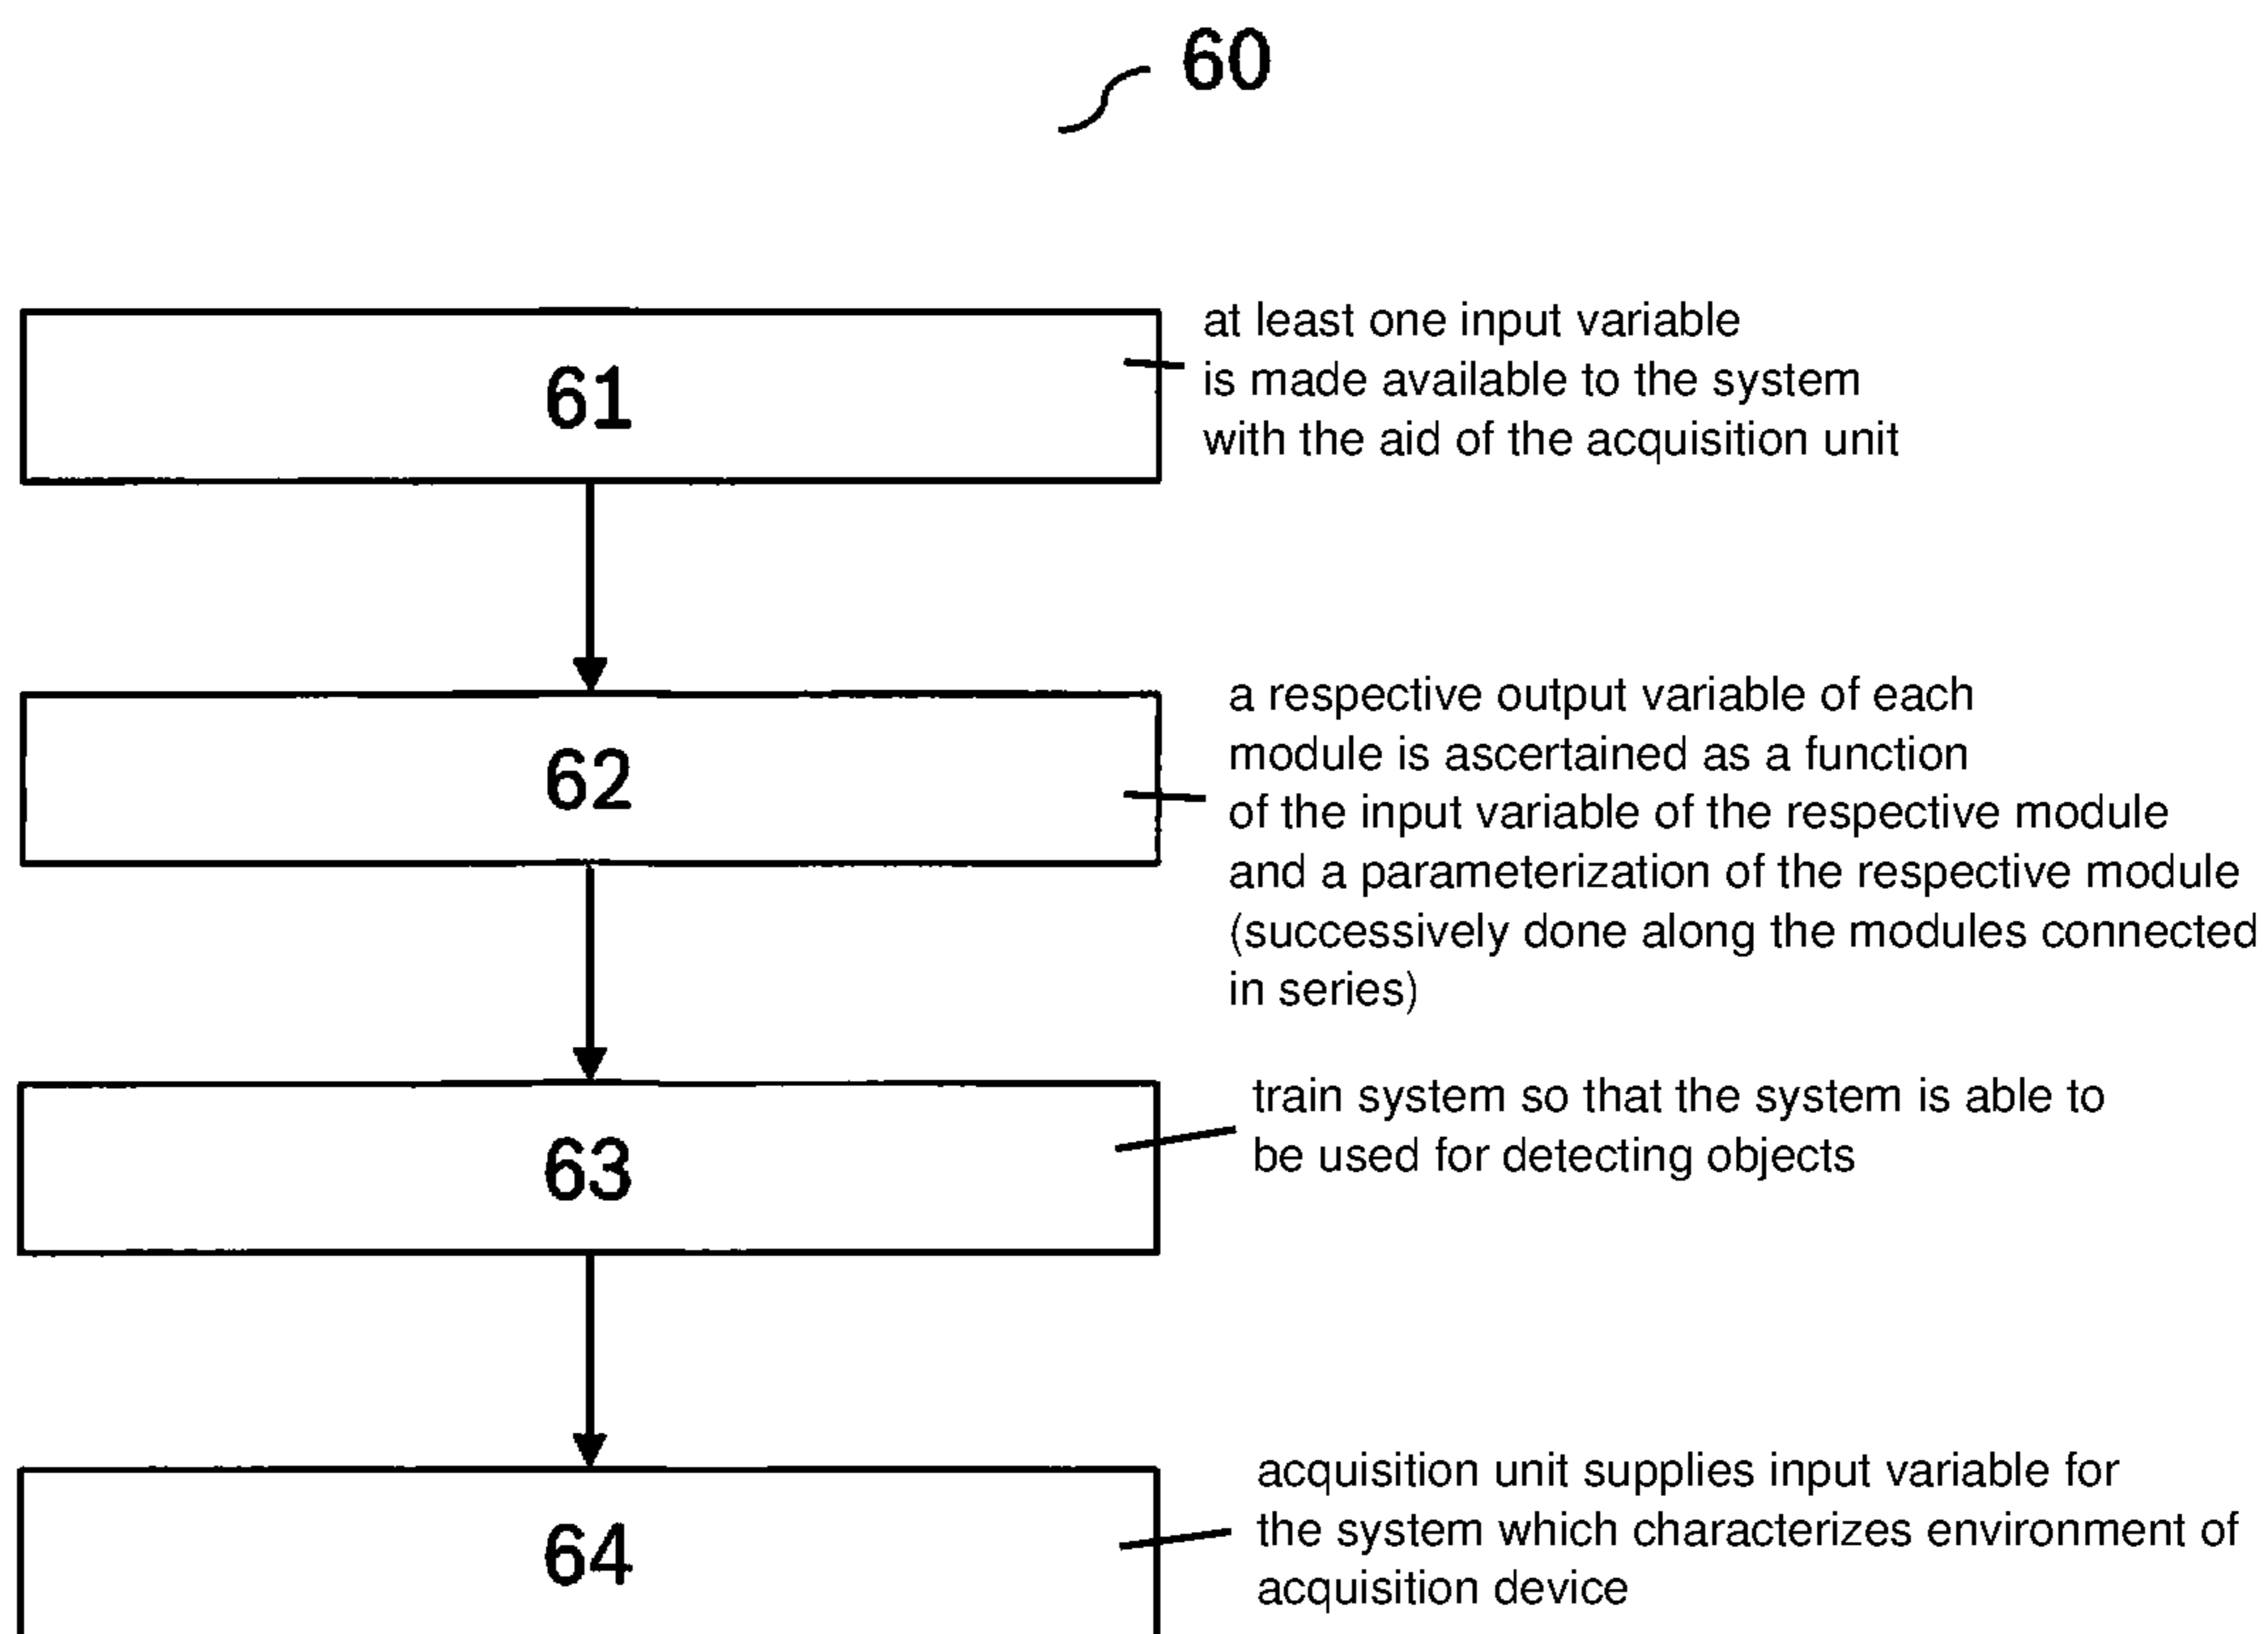 60
61
at least one input variable
is made available to the system
with the aid of the acquisition unit
62
a respective output variable of each
module is ascertained as a function
of the input variable of the respective module
and a parameterization of the respective module
(successively done along the modules connected
in series)
63
train system so that the system is able to
be used for detecting objects
64
acquisition unit supplies input variable for
the system which characterizes environment of
acquisition device